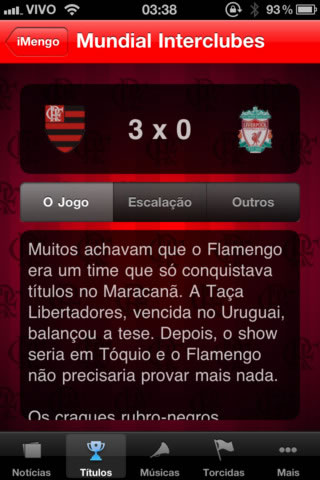 VIVO 03:38 93%
iMengo Mundial Interclubes
3 x 0
O Jogo Escalação Outros
Muitos achavam que o Flamengo
era um time que só conquistava
títulos no Maracanã. A Taça
Libertadores, vencida no Uruguai,
balançou a tese. Depois, o show
seria em Tóquio e o Flamengo
não precisaria provar mais nada.
Os craques rubro-negros
Notícias Títulos Músicas Torcidas Mais